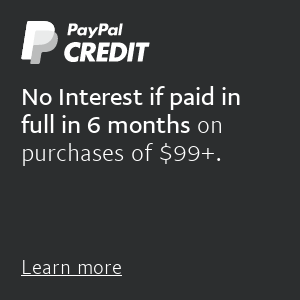 PayPal
CREDIT
No Interest if paid in
full in 6 months on
purchases of $99+.
Learn more